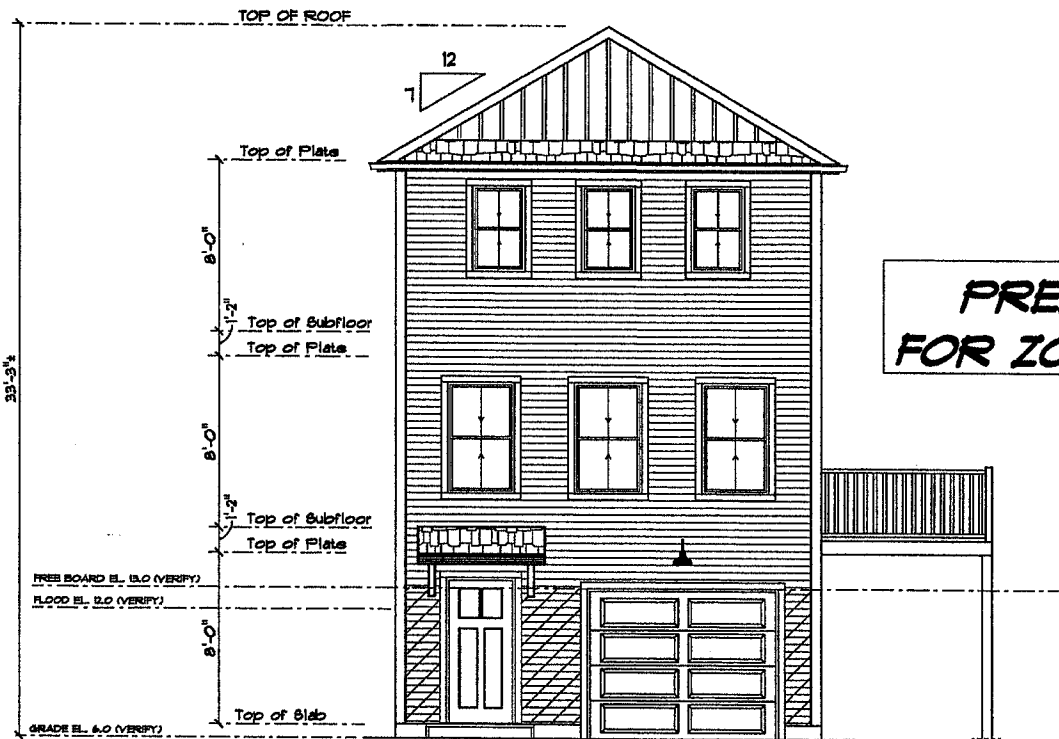 TOP OF ROOF
12
7
Top of Plate
8'-0"
1'-2"
Top of Subfloor
Top of Plate
33'-3"±
PRE
FOR ZO
8'-0"
1'-2"
Top of Subfloor
Top of Plate
FREE BOARD EL. 13.0 (VERIFY)
FLOOD EL. 12.0 (VERIFY)
8'-0"
Top of Slab
GRADE EL. 6.0 (VERIFY)